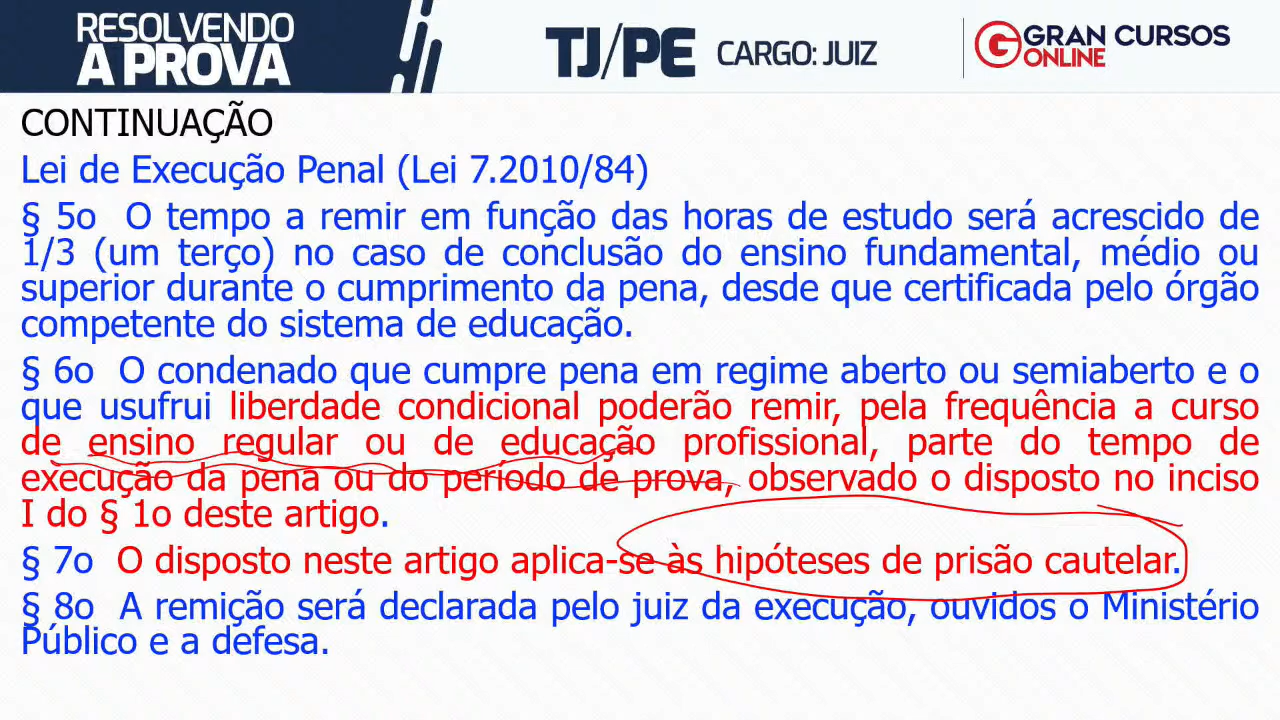 RESOLVENDO
A PROVA
TJ/PE CARGO: JUIZ
GRAN CURSOS
ONLINE
CONTINUAÇÃO
Lei de Execução Penal (Lei 7.2010/84)
§ 5o O tempo a remir em função das horas de estudo será acrescido de
1/3 (um terço) no caso de conclusão do ensino fundamental, médio ou
superior durante o cumprimento da pena, desde que certificada pelo órgão
competente do sistema de educação.
§ 6o O condenado que cumpre pena em regime aberto ou semiaberto e o
que usufrui liberdade condicional poderão remir, pela frequência a curso
de ensino regular ou de educação profissional, parte do tempo de
execução da pena ou do período de prova, observado o disposto no inciso
I do § 1o deste artigo.
§ 7o O disposto neste artigo aplica-se às hipóteses de prisão cautelar.
§ 8o A remição será declarada pelo juiz da execução, ouvidos o Ministério
Público e a defesa.